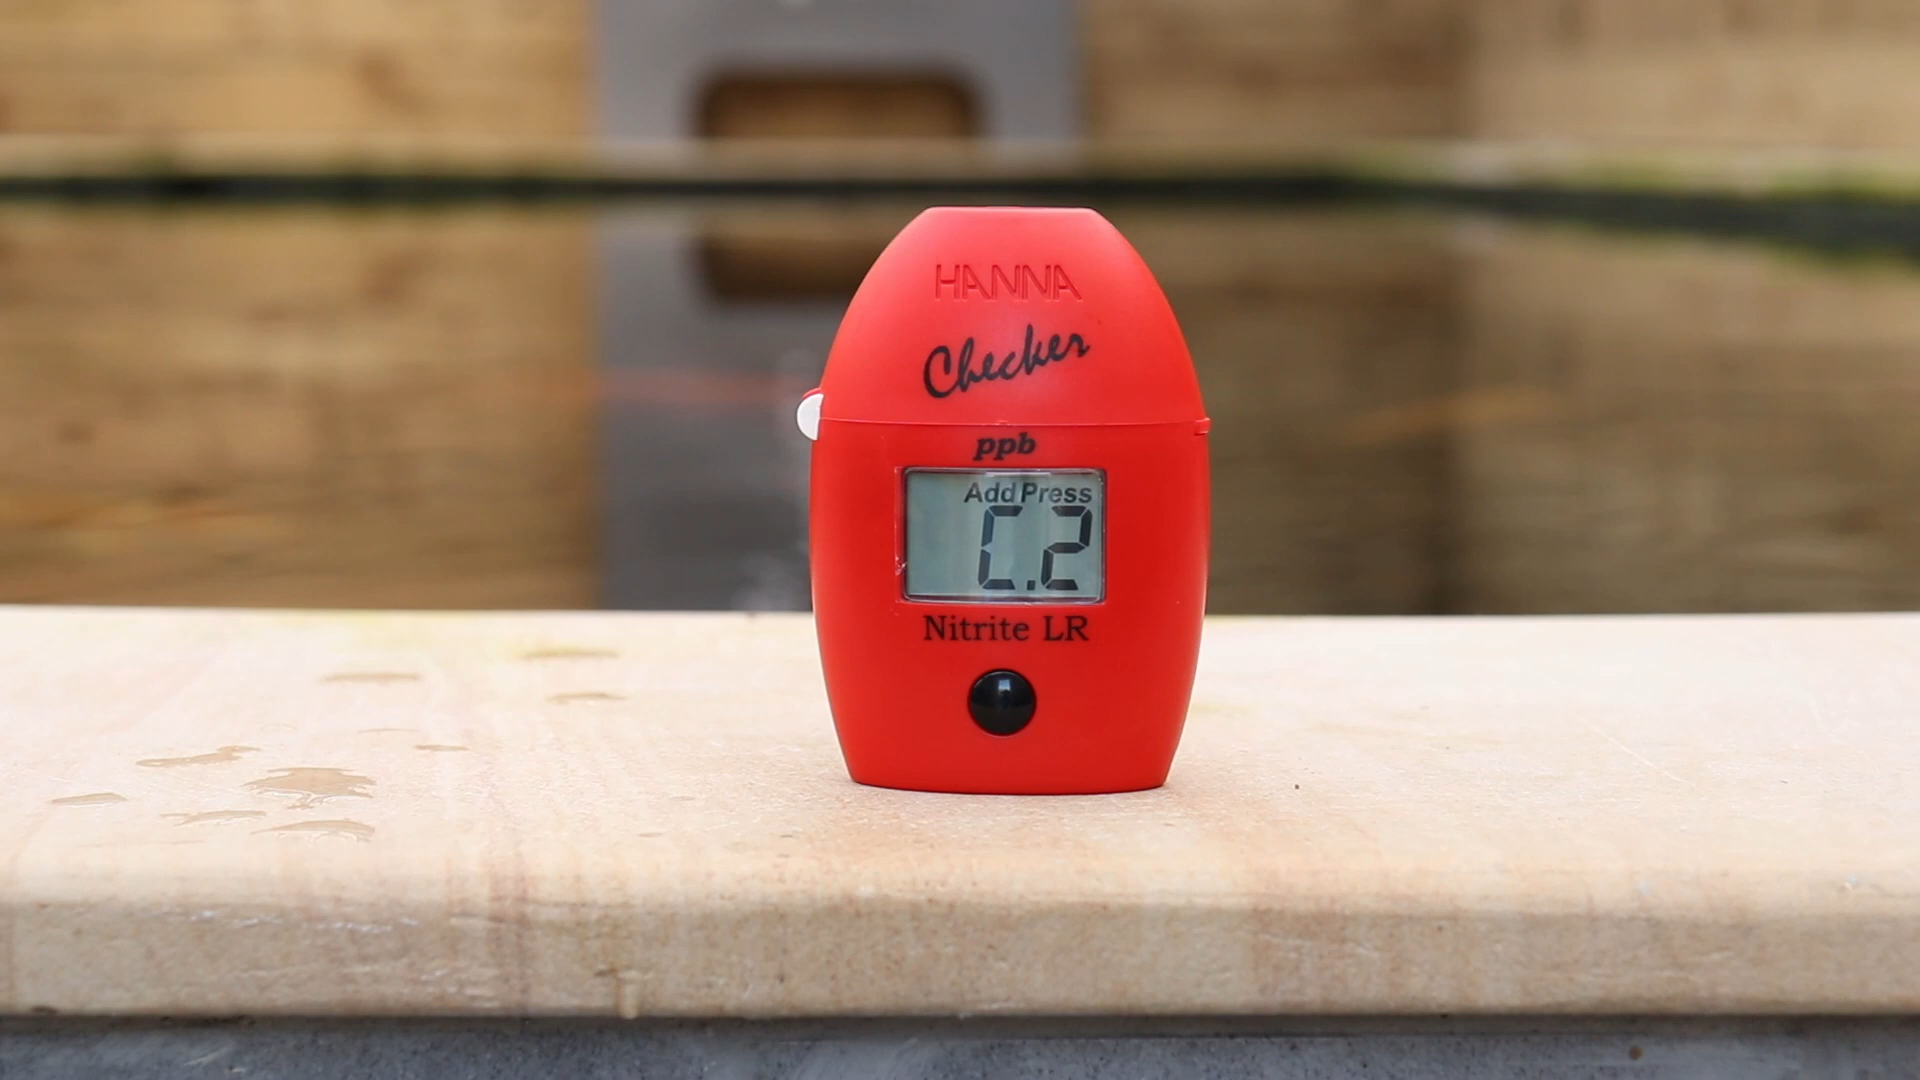 HANNA
Checker
ppb
Add Press
C.2
Nitrite LR